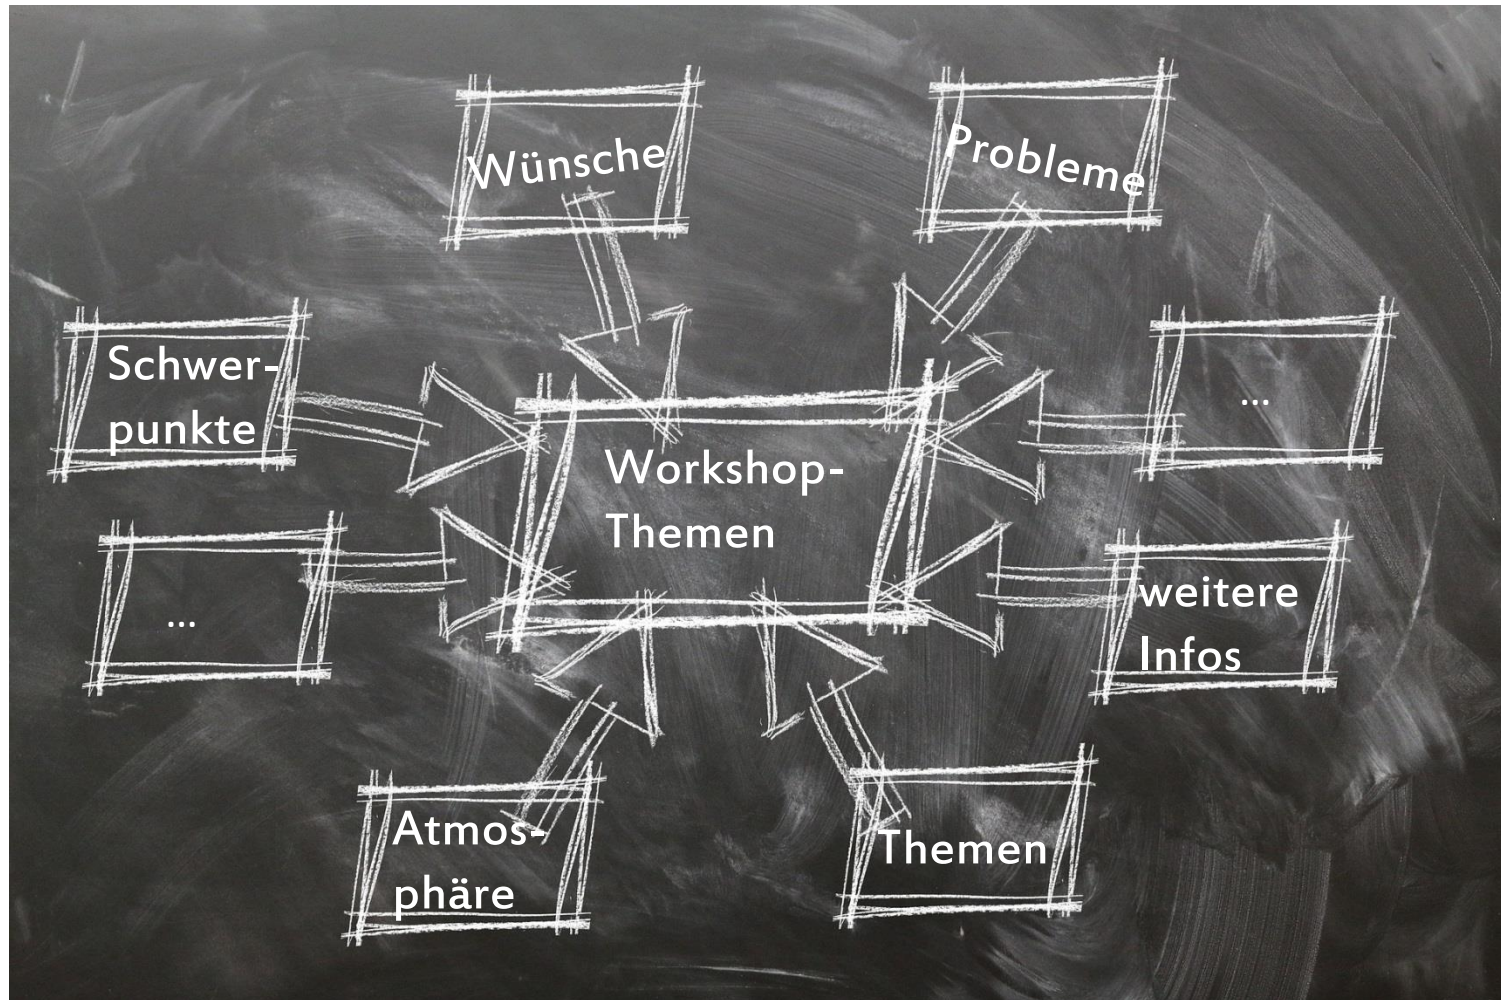 Wünsche
Probleme
Schwer-
punkte
...
Workshop-
Themen
...
weitere
Infos
Atmos-
phäre
Themen